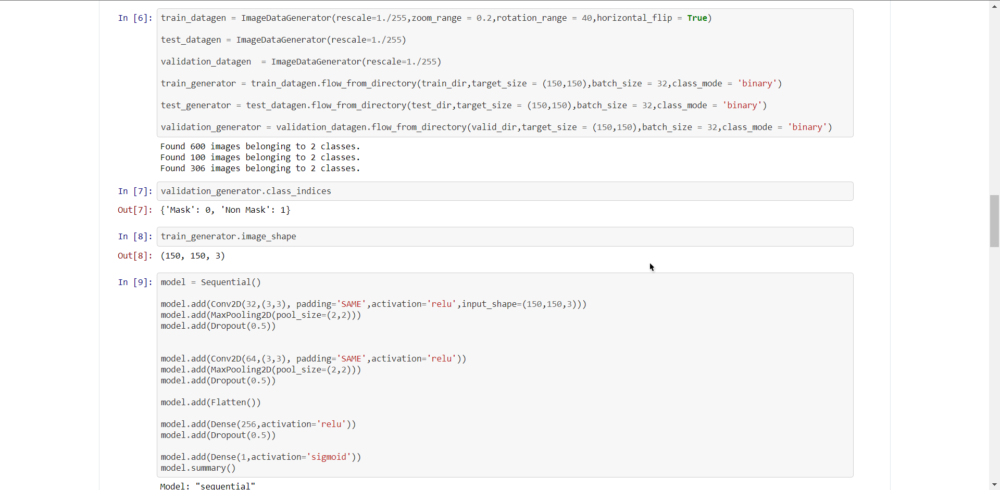 In [6]: train_datagen = ImageDataGenerator(rescale=1./255,zoom_range = 0.2,rotation_range = 40,horizontal_flip = True)
test_datagen = ImageDataGenerator(rescale=1./255)
validation_datagen  = ImageDataGenerator(rescale=1./255)
train_generator = train_datagen.flow_from_directory(train_dir,target_size = (150,150),batch_size = 32,class_mode = 'binary')
test_generator = test_datagen.flow_from_directory(test_dir,target_size = (150,150),batch_size = 32,class_mode = 'binary')
validation_generator = validation_datagen.flow_from_directory(valid_dir,target_size = (150,150),batch_size = 32,class_mode = 'binary')
Found 600 images belonging to 2 classes.
Found 100 images belonging to 2 classes.
Found 306 images belonging to 2 classes.
In [7]: validation_generator.class_indices
Out[7]: {'Mask': 0, 'Non Mask': 1}
In [8]: train_generator.image_shape
Out[8]: (150, 150, 3)
In [9]: model = Sequential()
model.add(Conv2D(32,(3,3), padding='SAME',activation='relu',input_shape=(150,150,3)))
model.add(MaxPooling2D(pool_size=(2,2)))
model.add(Dropout(0.5))
model.add(Conv2D(64,(3,3), padding='SAME',activation='relu'))
model.add(MaxPooling2D(pool_size=(2,2)))
model.add(Dropout(0.5))
model.add(Flatten())
model.add(Dense(256,activation='relu'))
model.add(Dropout(0.5))
model.add(Dense(1,activation='sigmoid'))
model.summary()
Model: "sequential"